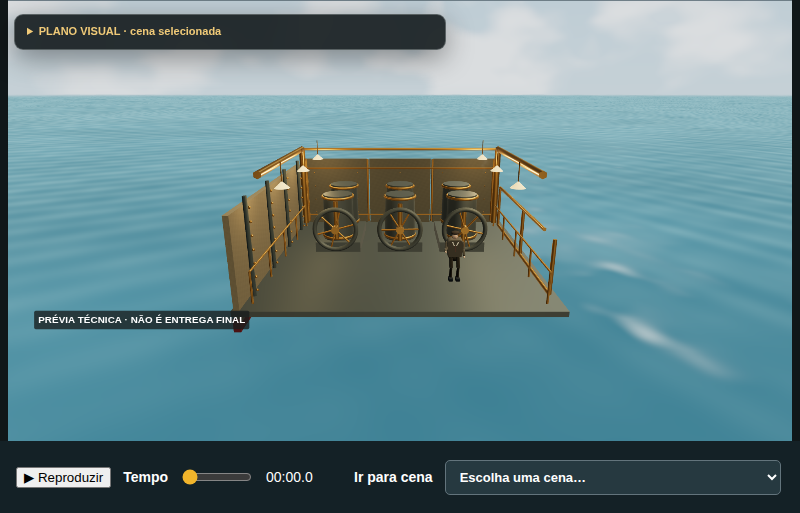 ▶ PLANO VISUAL · cena selecionada
PRÉVIA TÉCNICA · NÃO É ENTREGA FINAL
▶ Reproduzir Tempo 00:00.0 Ir para cena Escolha uma cena…